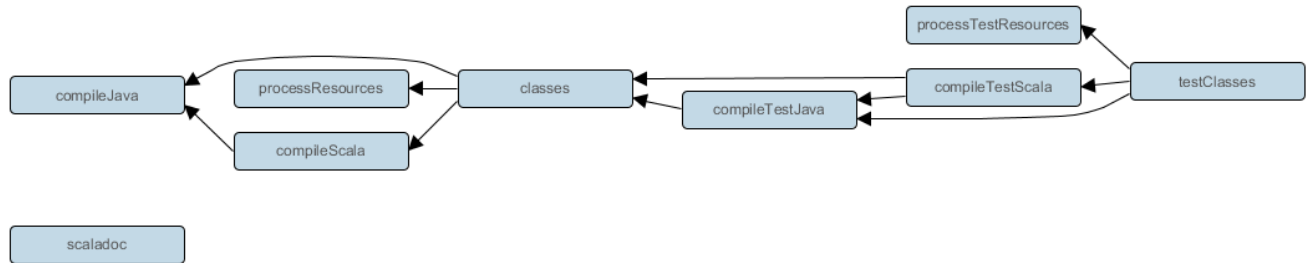 processTestResources
compileJava
processResources
classes
compileTestScala
testClasses
compileTestJava
compileScala
scaladoc